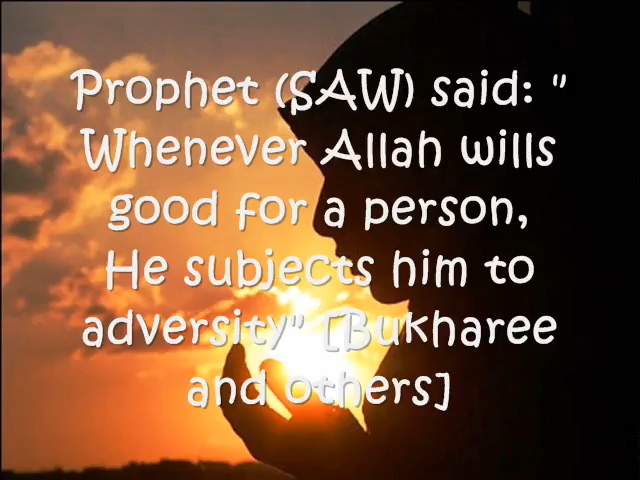 Prophet (SAW) said: "
Whenever Allah wills
good for a person,
He subjects him to
adversity" [Bukharee
and others]